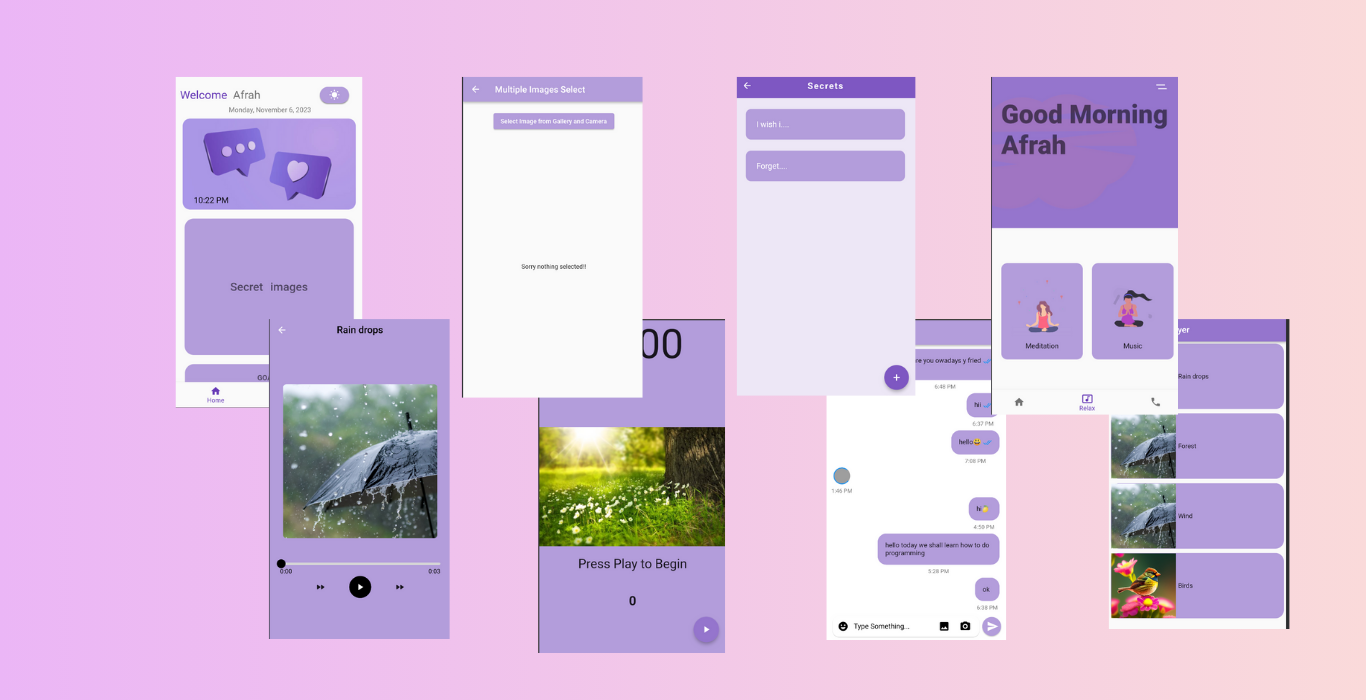 Welcome Afrah
Monday, November 6, 2023
10:22 PM
Secret images
Home
Multiple Images Select
Select Image from Gallery and Camera
Sorry nothing selected!!
Secrets
I wish i....
Forget...
+
Good Morning
Afrah
Meditation
Music
Relax
Rain drops
0:00
0:03
00
Press Play to Begin
0
re you owadays y fried
6:48 PM
hii
6:37 PM
hello😀
7:08 PM
1:46 PM
hi
4:59 PM
hello today we shall learn how to do
programming
5:28 PM
ok
6:38 PM
Type Something...
yer
Rain drops
Forest
Wind
Birds